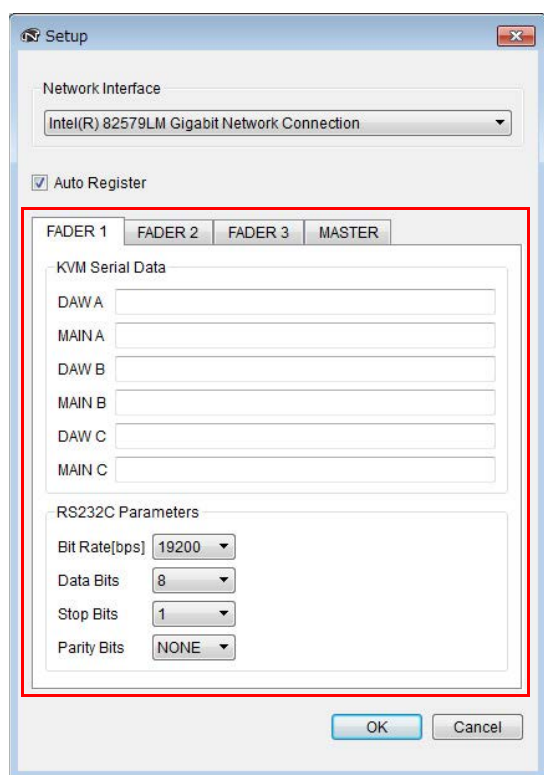 Setup
Network Interface
Intel(R) 82579LM Gigabit Network Connection
Auto Register
FADER 1 FADER 2 FADER 3 MASTER
KVM Serial Data
DAW A
MAIN A
DAW B
MAIN B
DAW C
MAIN C
RS232C Parameters
Bit Rate[bps] 19200
Data Bits 8
Stop Bits 1
Parity Bits NONE
OK Cancel